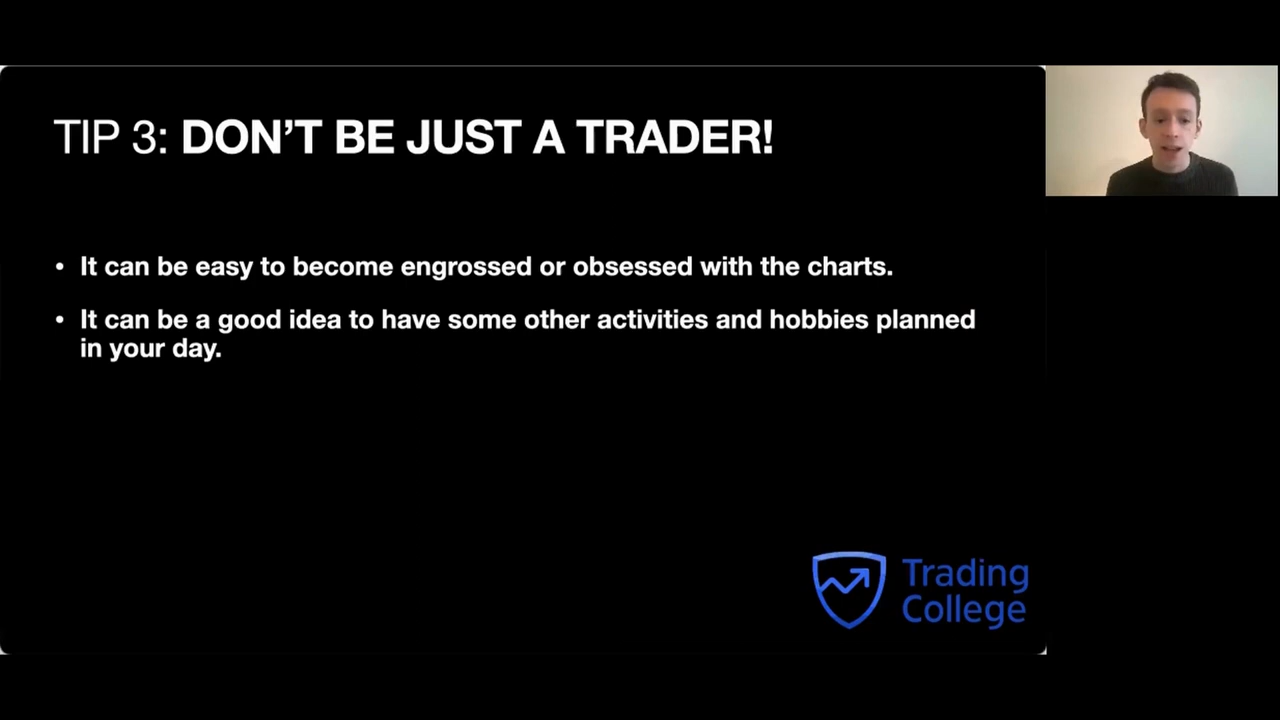 TIP 3: DON’T BE JUST A TRADER!
• It can be easy to become engrossed or obsessed with the charts.
• It can be a good idea to have some other activities and hobbies planned
in your day.
Trading
College